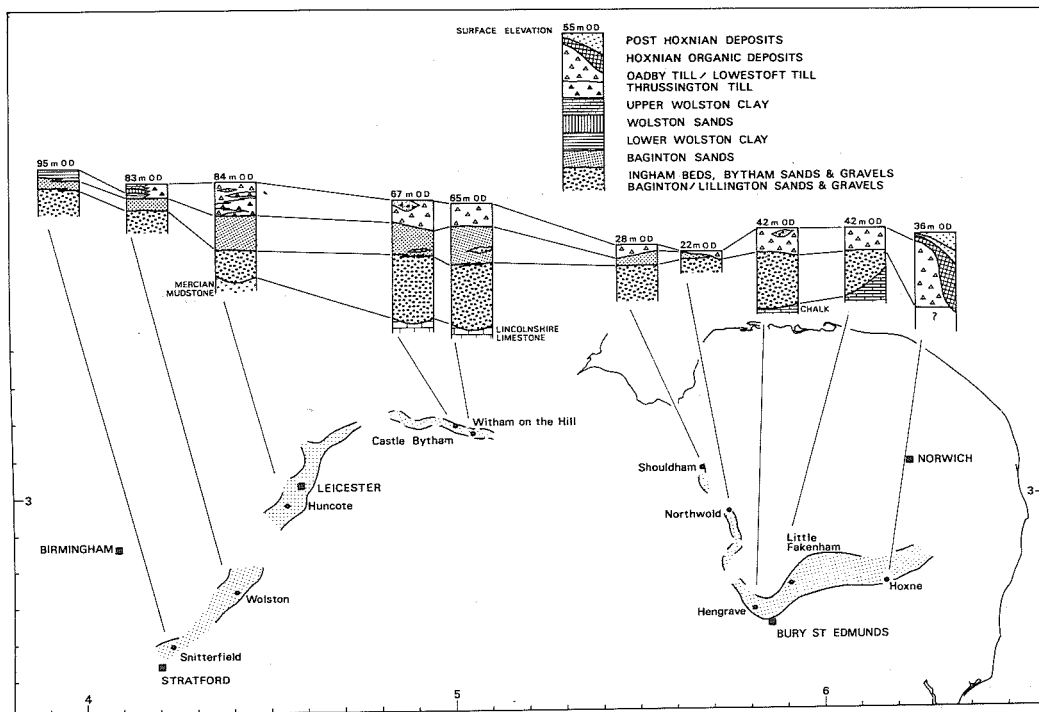 SURFACE ELEVATION
55m OD
POST HOXNIAN DEPOSITS
HOXNIAN ORGANIC DEPOSITS
OADBY TILL / LOWESTOFT TILL
THRUSSINGTON TILL
UPPER WOLSTON CLAY
WOLSTON SANDS
LOWER WOLSTON CLAY
BAGINTON SANDS
INGHAM BEDS, BYTHAM SANDS & GRAVELS
BAGINTON / LILLINGTON SANDS & GRAVELS
95m OD
83m OD
84m OD
67m OD
65m OD
28m OD
22m OD
42m OD
42m OD
36m OD
MERCIAN
MUDSTONE
LINCOLNSHIRE
LIMESTONE
CHALK
?
Witham on the Hill
Castle Bytham
Shouldham
NORWICH
LEICESTER
Huncote
3
3
Northwold
BIRMINGHAM
Little
Fakenham
Wolston
Hoxne
Hengrave
BURY ST EDMUNDS
Snitterfield
STRATFORD
4
5
6